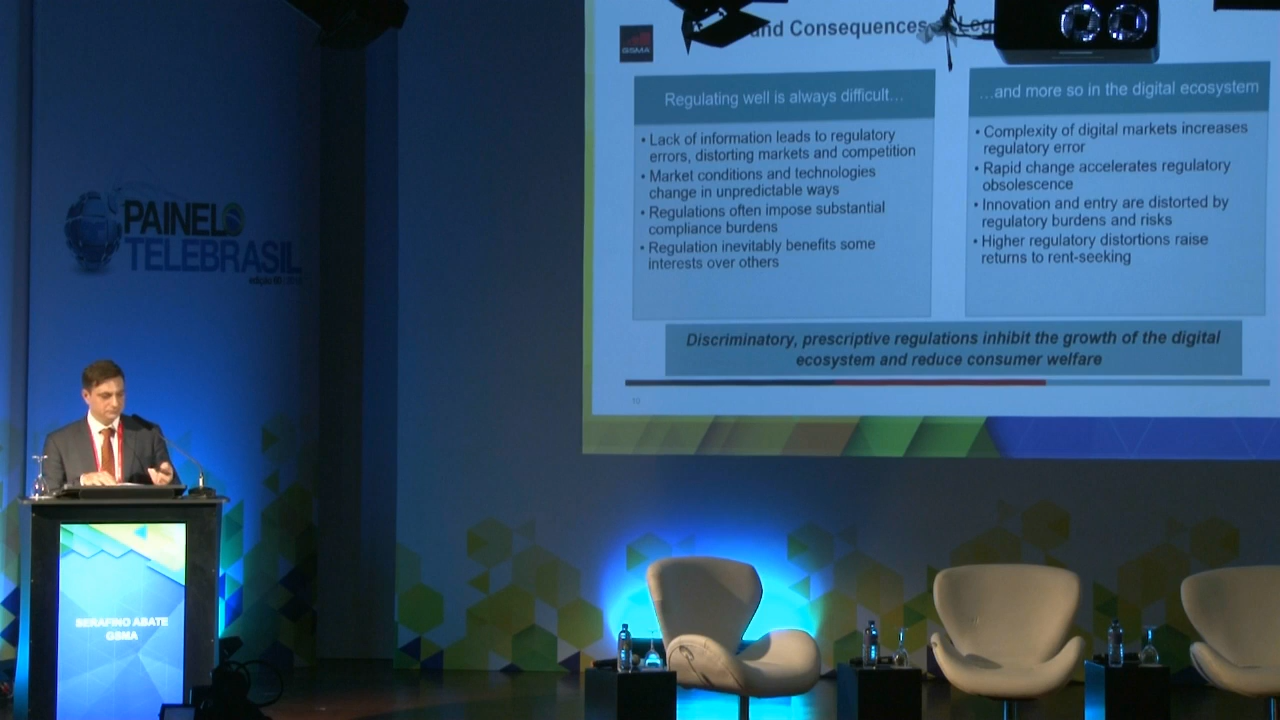 GSMA
and Consequences
Regulating well is always difficult…
• Lack of information leads to regulatory
errors, distorting markets and competition
• Market conditions and technologies
change in unpredictable ways
• Regulations often impose substantial
compliance burdens
• Regulation inevitably benefits some
interests over others
…and more so in the digital ecosystem
• Complexity of digital markets increases
regulatory error
• Rapid change accelerates regulatory
obsolescence
• Innovation and entry are distorted by
regulatory burdens and risks
• Higher regulatory distortions raise
returns to rent-seeking
Discriminatory, prescriptive regulations inhibit the growth of the digital
ecosystem and reduce consumer welfare
10
PAINEL
TELEBRASIL
edição
SERAFINO ABATE
GSMA